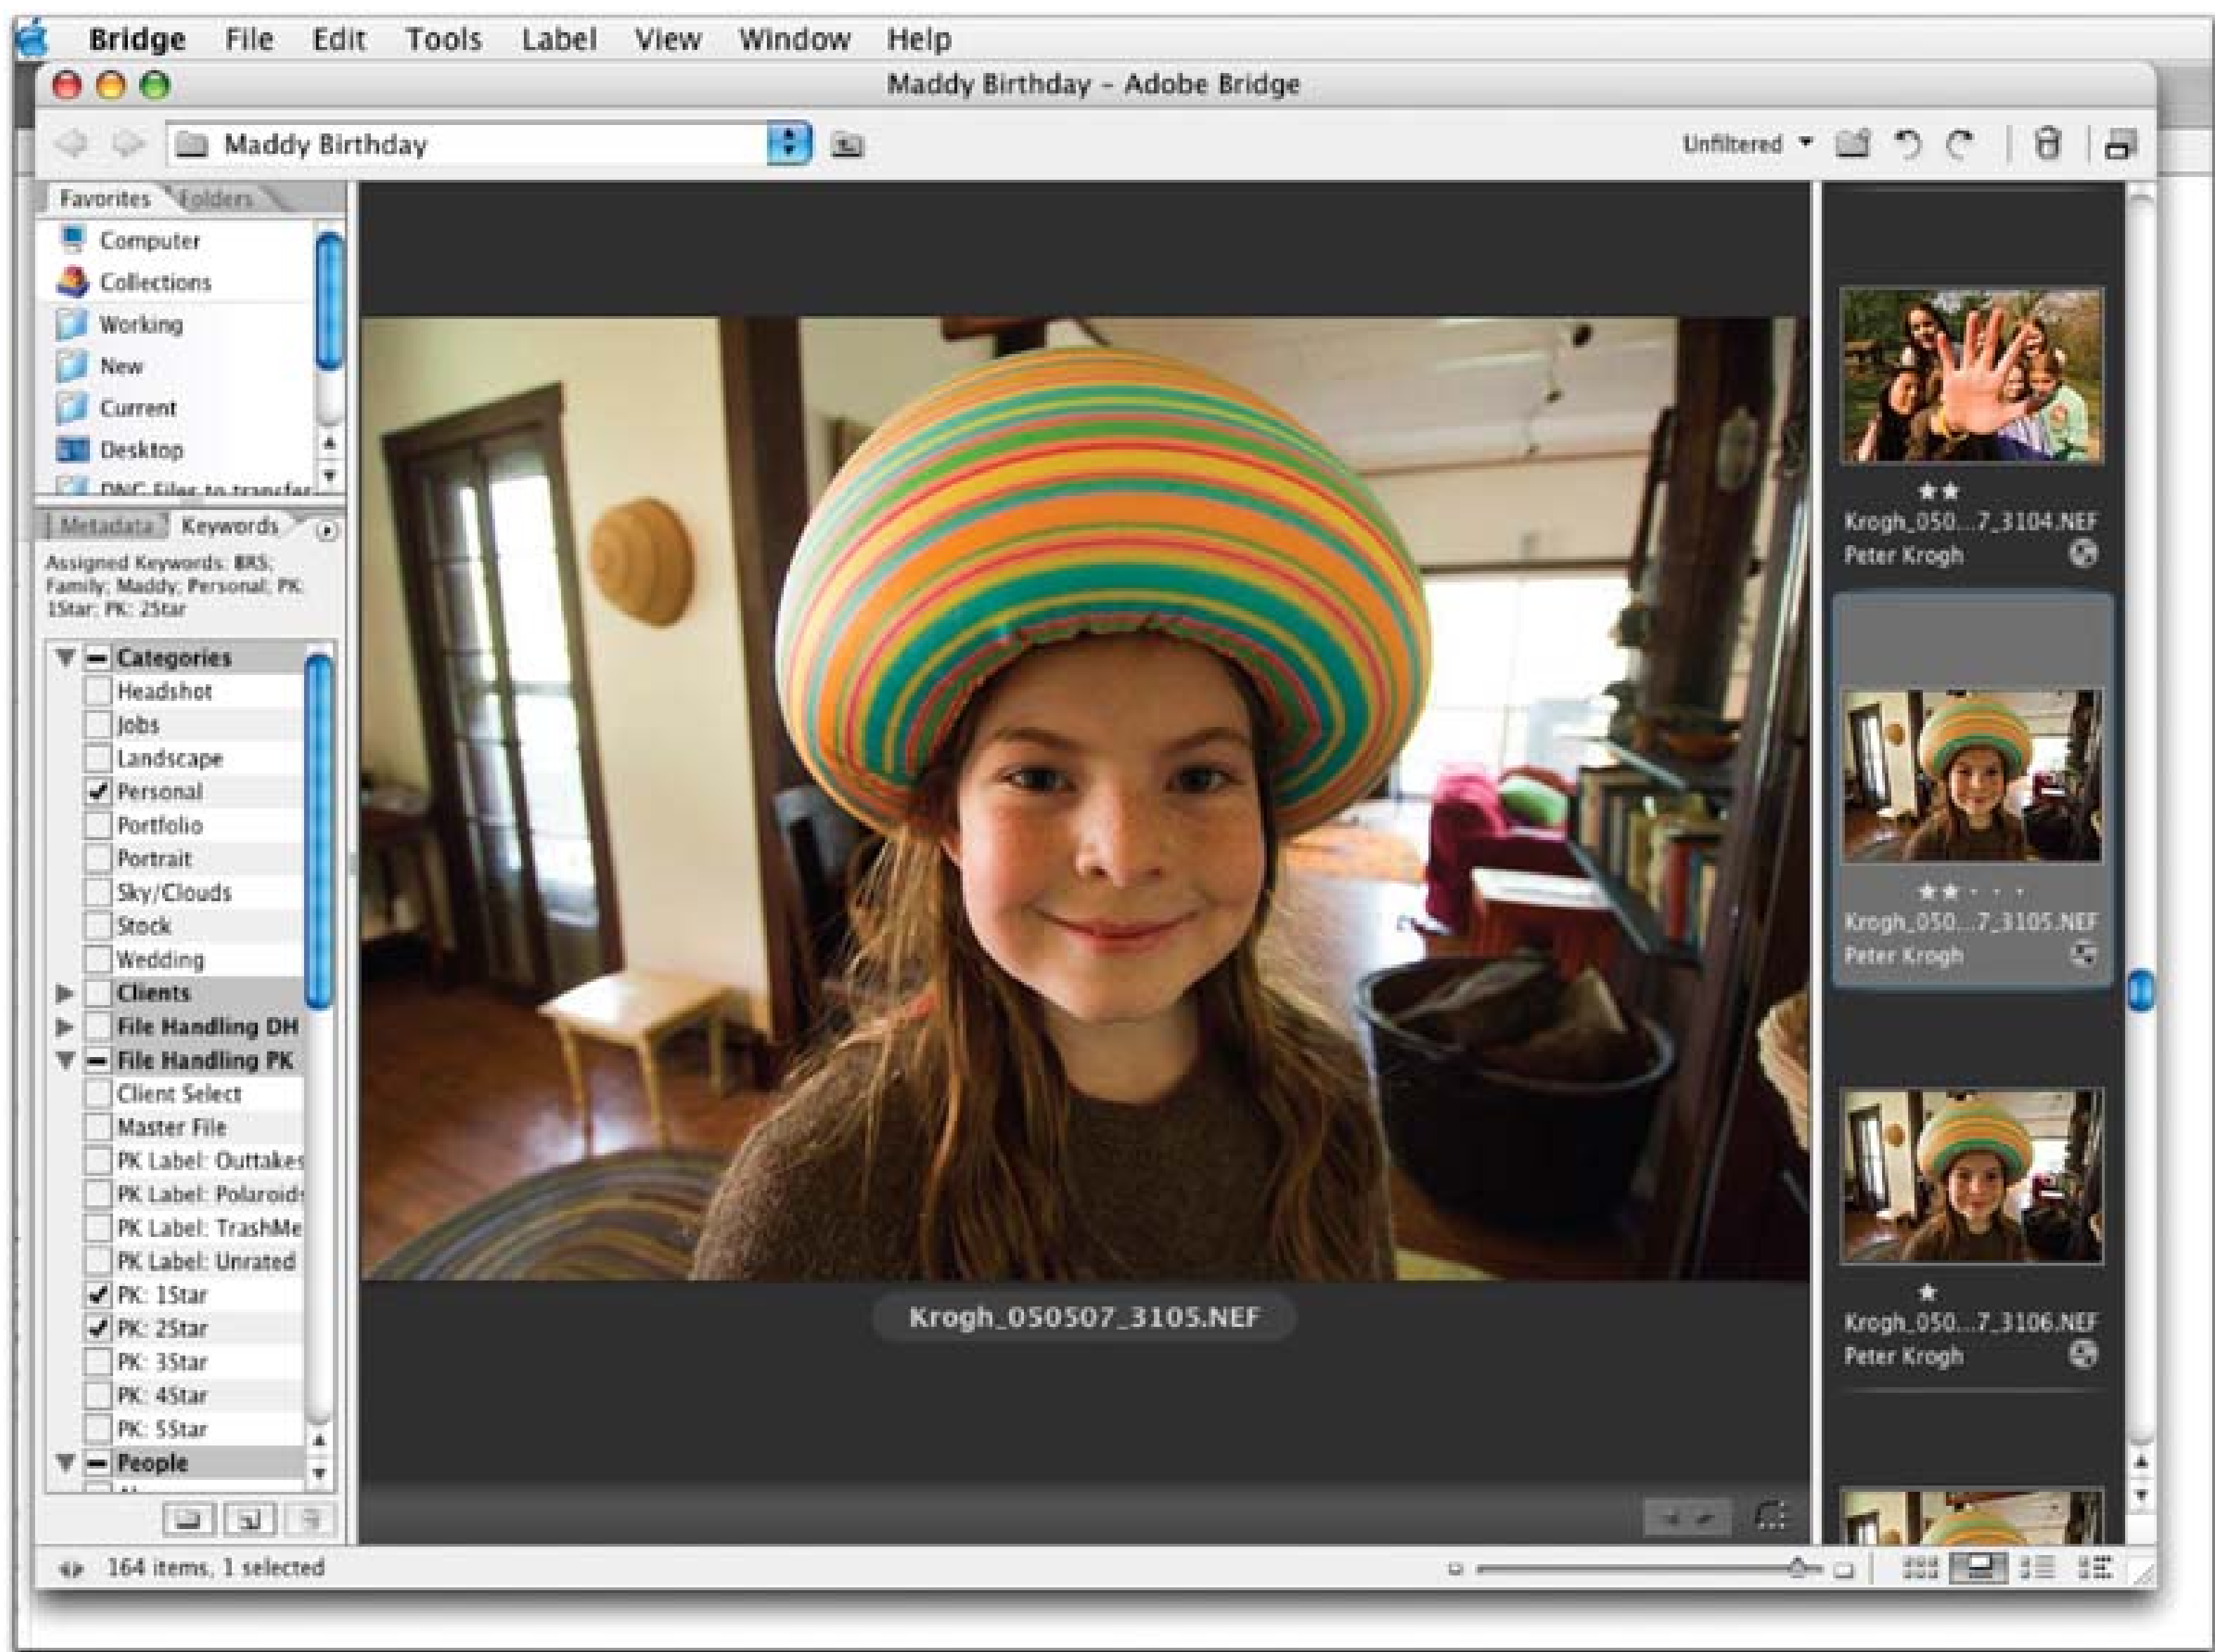 Bridge File Edit Tools Label View Window Help
Maddy Birthday – Adobe Bridge
Maddy Birthday
Unfiltered
Favorites Folders
Computer
Collections
Working
New
Current
Desktop
DNG Files to transfer
Metadata Keywords
Assigned Keywords: BRS;
Family; Maddy; Personal; PK:
1Star; PK: 2Star
Categories
Headshot
Jobs
Landscape
Personal
Portfolio
Portrait
Sky/Clouds
Stock
Wedding
Clients
File Handling DH
File Handling PK
Client Select
Master File
PK Label: Outtakes
PK Label: Polaroids
PK Label: TrashMe
PK Label: Unrated
PK: 1Star
PK: 2Star
PK: 3Star
PK: 4Star
PK: 5Star
People
164 items, 1 selected
Krogh_050507_3105.NEF
Krogh_050...7_3104.NEF
Peter Krogh
Krogh_050...7_3105.NEF
Peter Krogh
Krogh_050...7_3106.NEF
Peter Krogh